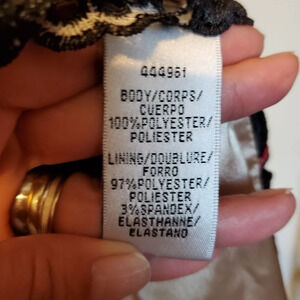 444961
BODY/CORPS/
CUERPO
100%POLYESTER/
POLIESTER
LINING/DOUBLURE/
FORRO
97%POLYESTER/
POLIESTER
3%SPANDEX/
ELASTHANNE/
ELASTANO